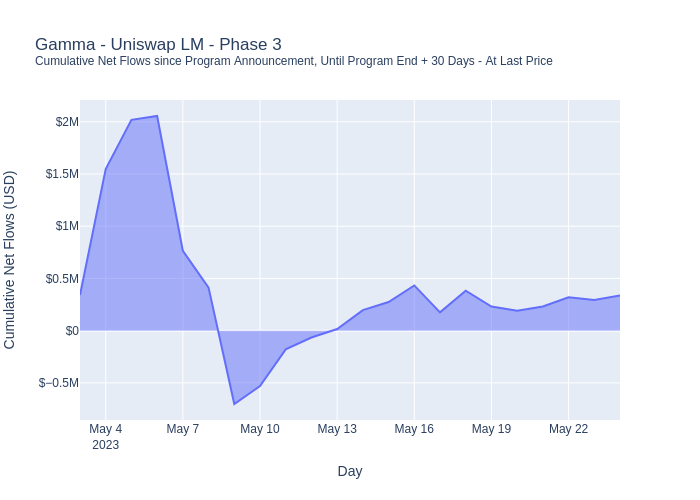 Gamma - Uniswap LM - Phase 3
Cumulative Net Flows since Program Announcement, Until Program End + 30 Days - At Last Price
Cumulative Net Flows (USD)
$2M
$1.5M
$1M
$0.5M
$0
$−0.5M
May 4
2023
May 7
May 10
May 13
May 16
May 19
May 22
Day